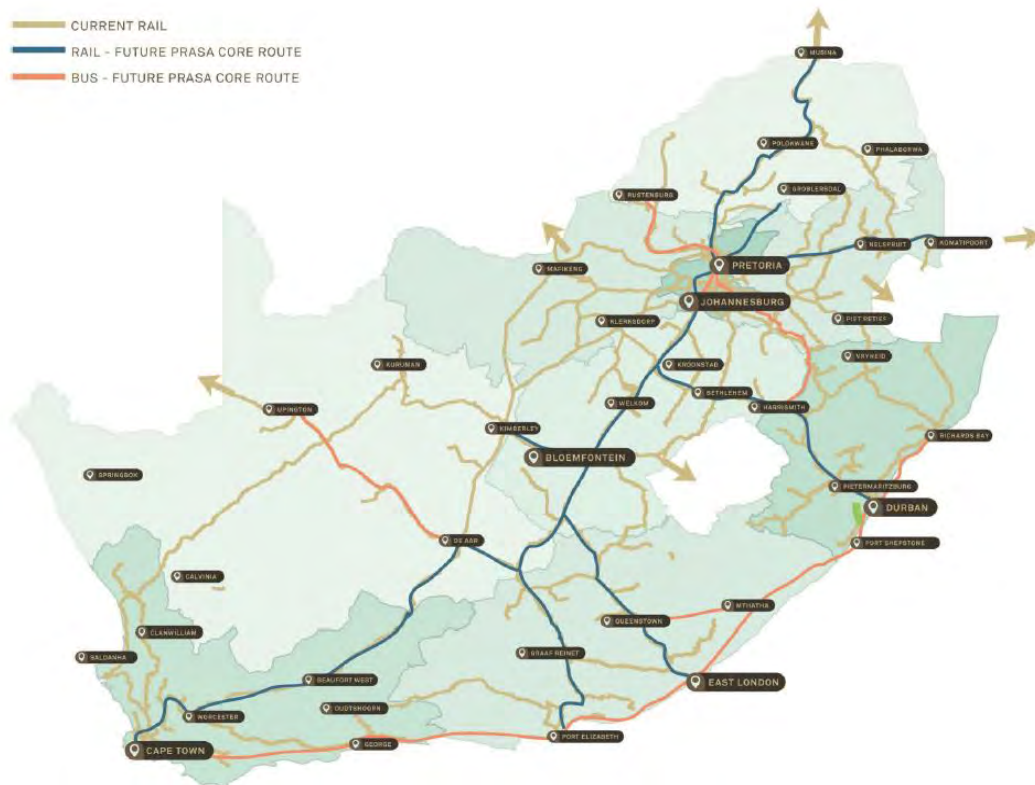 CURRENT RAIL
RAIL - FUTURE PRASA CORE ROUTE
BUS - FUTURE PRASA CORE ROUTE
MUSINA
POLOKWANE
PHALABORWA
GROBLERSDAL
RUSTENBURG
NELSPRUIT
KOMATIPOORT
PRETORIA
MAFIKENG
JOHANNESBURG
KLERKSDORP
PIET RETIEF
VRYHEID
KURUMAN
KROONSTAD
BETHLEHEM
WELKOM
HARRISMITH
UPINGTON
KIMBERLEY
RICHARDS BAY
BLOEMFONTEIN
SPRINGBOK
PIETERMARITZBURG
DURBAN
DE AAR
PORT SHEPSTONE
CALVINIA
MTHATHA
QUEENSTOWN
CLANWILLIAM
GRAAF REINET
SALDANHA
BEAUFORT WEST
EAST LONDON
OUDTSHOORN
WORCESTER
PORT ELIZABETH
GEORGE
CAPE TOWN